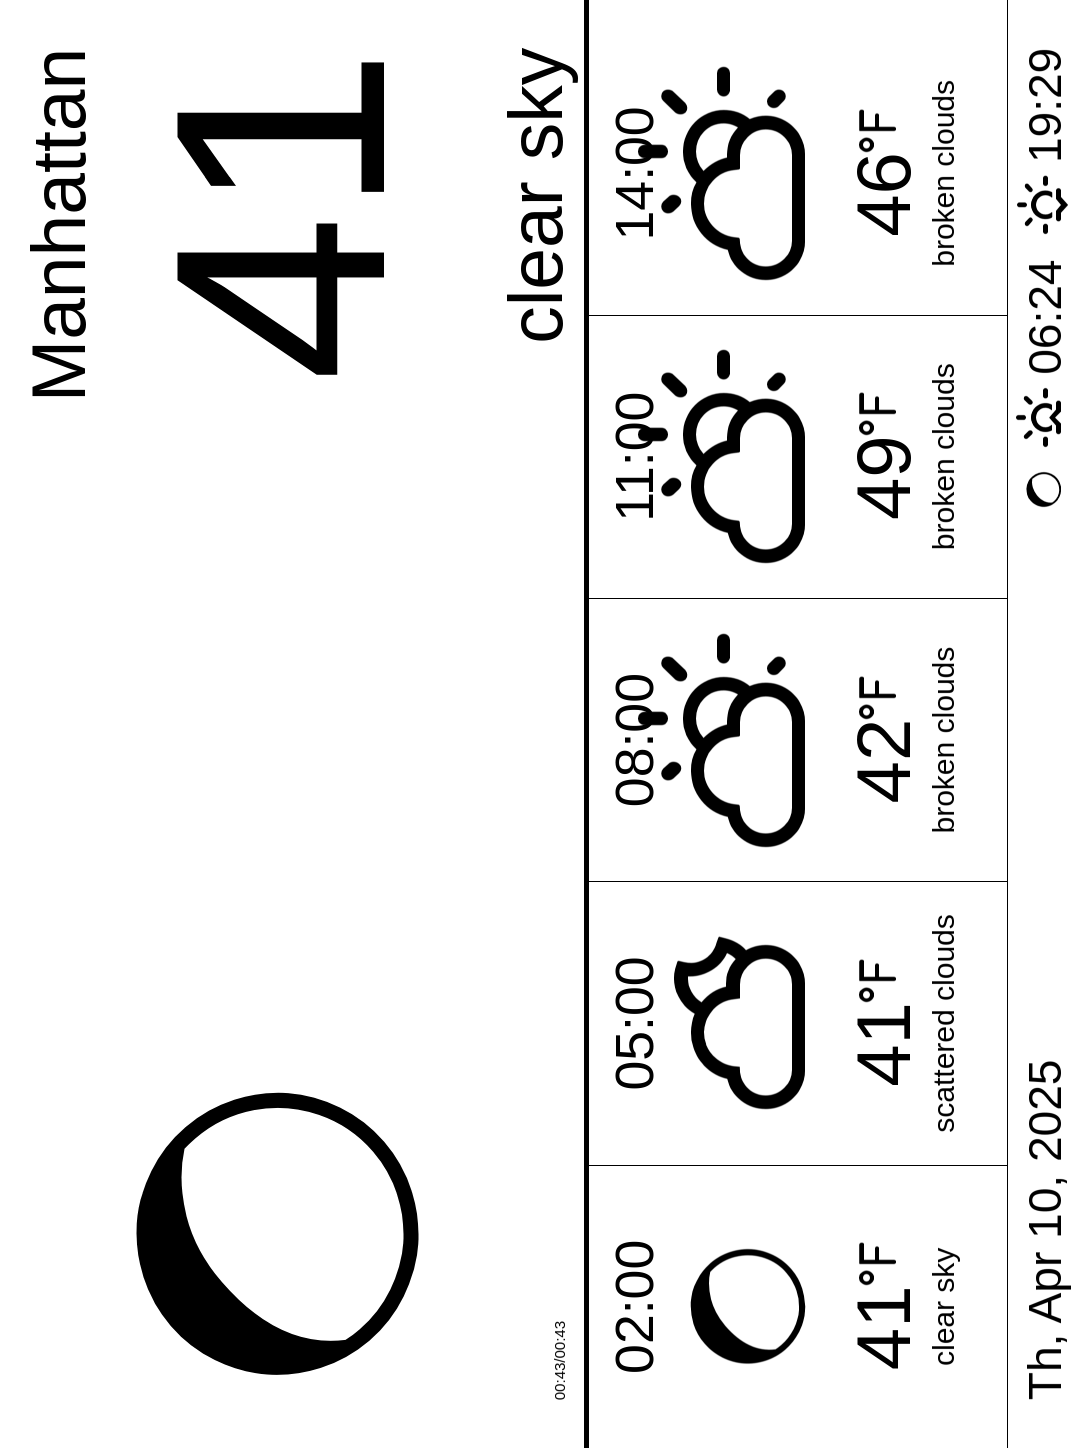 Manhattan
41
clear sky
00:43/00:43
02:00
41°F
clear sky
05:00
41°F
scattered clouds
08:00
42°F
broken clouds
11:00
49°F
broken clouds
14:00
46°F
broken clouds
Th, Apr 10, 2025
06:24
19:29